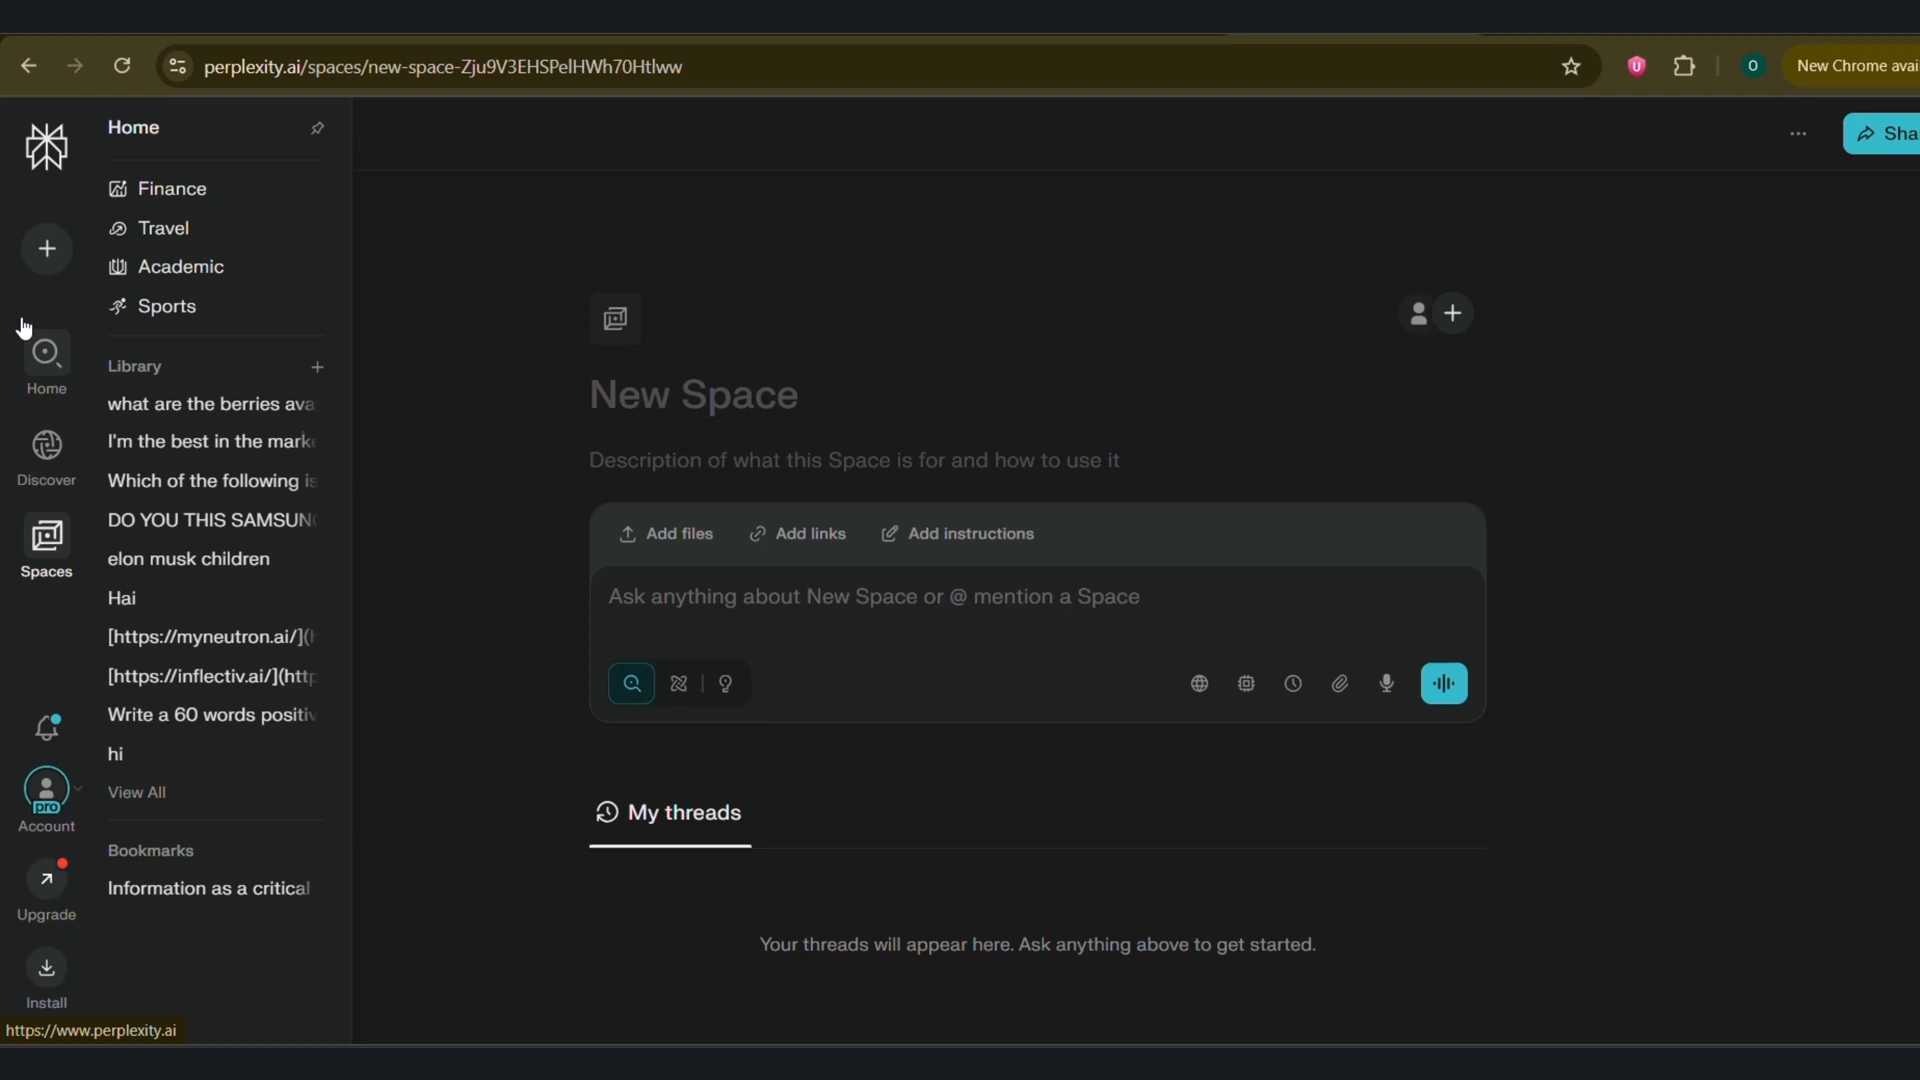 perplexity.ai/spaces/new-space-Zju9V3EHSPelHWh70Htlww
O
New Chrome avai
Home
Finance
Travel
Academic
Sports
Library
what are the berries ava
I'm the best in the marke
Which of the following is
DO YOU THIS SAMSUNG
elon musk children
Hai
[https://myneutron.ai/](h
[https://inflectiv.ai/](http
Write a 60 words positiv
hi
View All
Bookmarks
Information as a critical
Home
Discover
Spaces
pro
Account
Upgrade
Install
https://www.perplexity.ai
Sha
New Space
Description of what this Space is for and how to use it
Add files
Add links
Add instructions
Ask anything about New Space or @ mention a Space
My threads
Your threads will appear here. Ask anything above to get started.